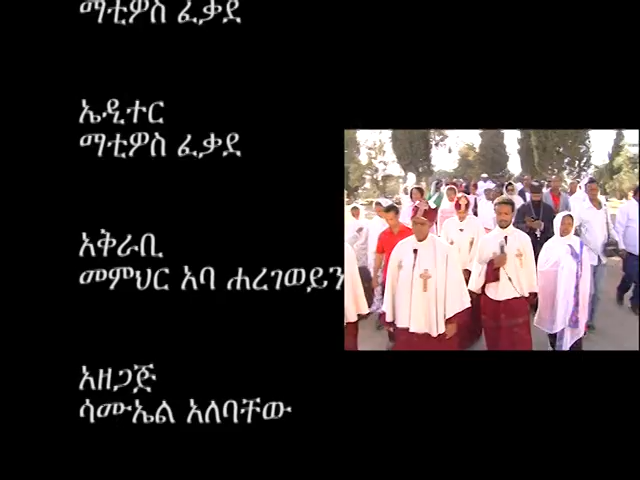 ማቲዎስ ፈቃደ
ኤዲተር
ማቲዎስ ፈቃደ
አቅራቢ
መምህር አባ ሐረገወይን
አዘጋጅ
ሳሙኤል አለባቸው